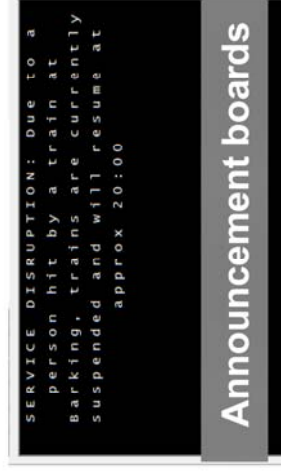 SERVICE DISRUPTION: Due to a
person hit by a train at
Barking, trains are currently
suspended and will resume at
approx 20:00
Announcement boards